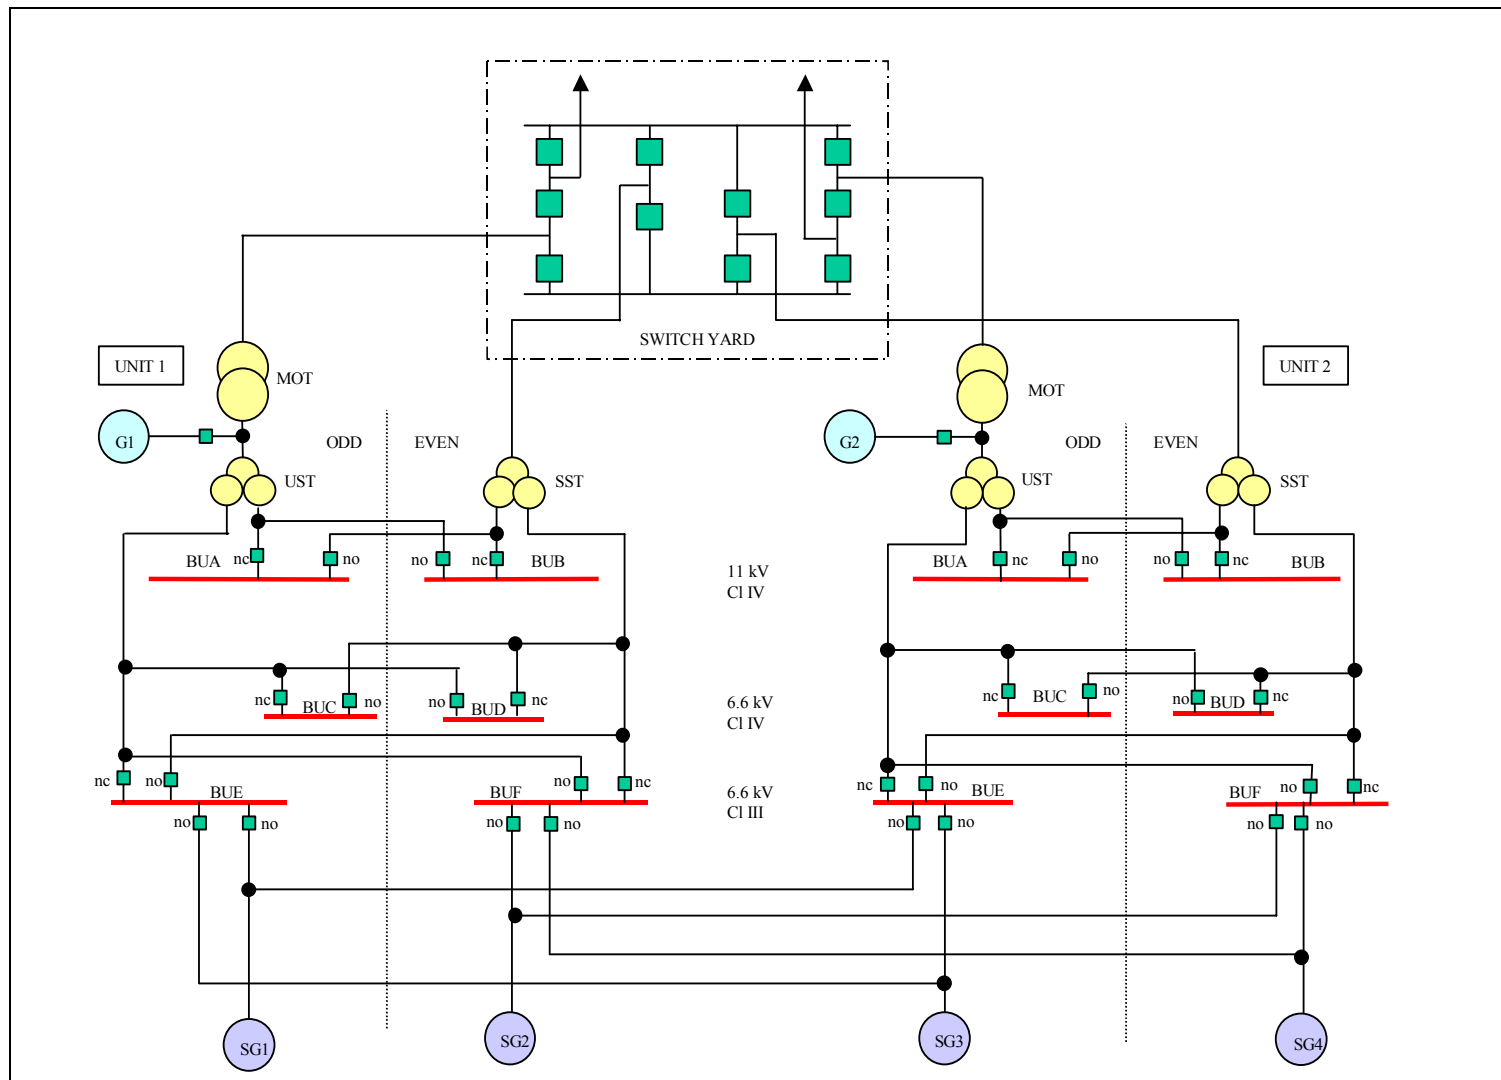 SWITCH YARD
UNIT 1
UNIT 2
MOT
MOT
G1
ODD
EVEN
G2
ODD
EVEN
UST
SST
UST
SST
BUA
nc
no
no
nc
BUB
BUA
nc
no
no
nc
BUB
11 kV
Cl IV
nc
BUC
no
no
BUD
nc
nc
BUC
no
no
BUD
nc
6.6 kV
Cl IV
nc
no
BUE
no
nc
BUF
nc
no
BUE
no
nc
BUF
6.6 kV
Cl III
no
no
no
no
no
no
no
no
SG1
SG2
SG3
SG4